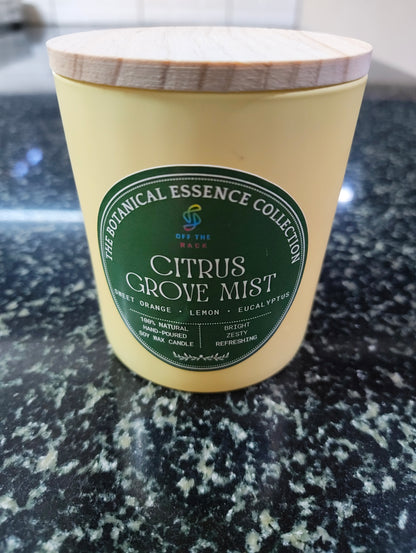 THE BOTANICAL ESSENCE COLLECTION
OFF THE
RACK
CITRUS
GROVE MIST
SWEET ORANGE • LEMON • EUCALYPTUS
100% NATURAL
HAND-POURED
SOY WAX CANDLE
BRIGHT
ZESTY
REFRESHING